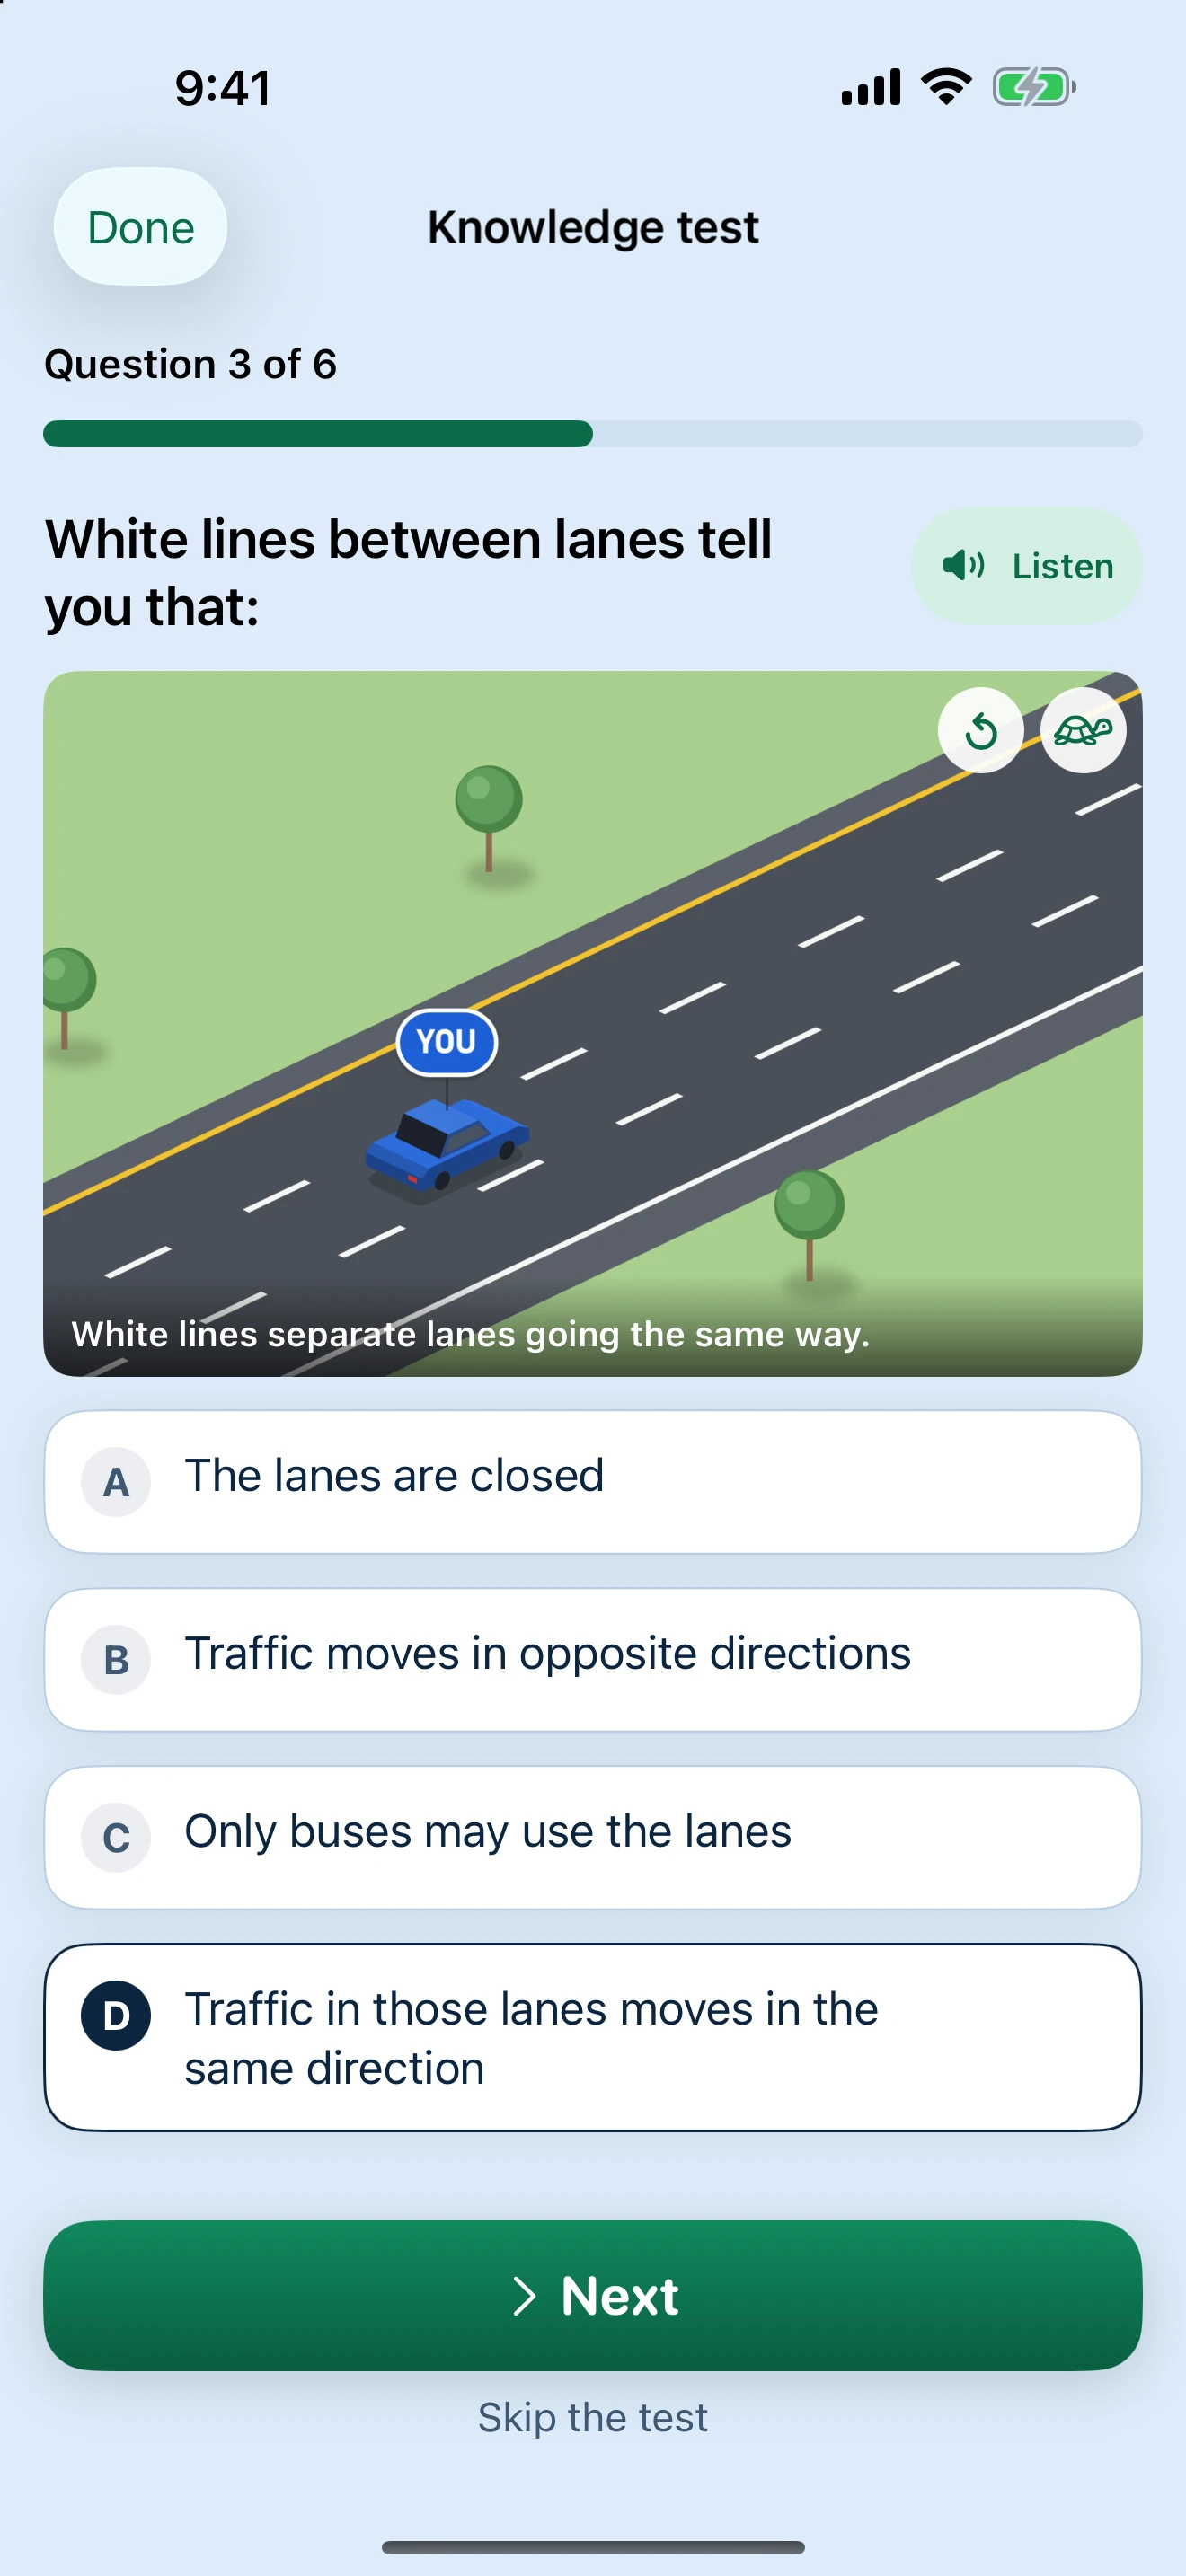 9:41
Done
Knowledge test
Question 3 of 6
White lines between lanes tell
you that:
Listen
YOU
White lines separate lanes going the same way.
A
The lanes are closed
B
Traffic moves in opposite directions
C
Only buses may use the lanes
D
Traffic in those lanes moves in the
same direction
Next
Skip the test